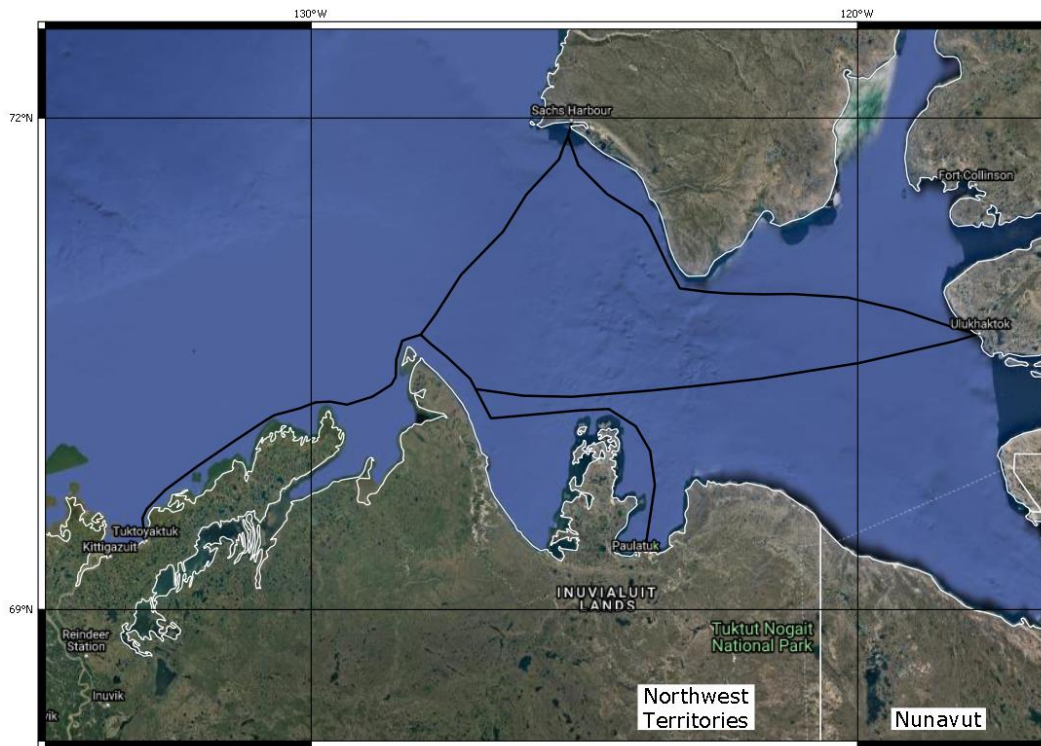 130°W
120°W
Sachs Harbour
72°N
Fort Collinson
Ulukhaktok
Tuktoyaktuk
Kittigazuit
Paulatuk
INUVIALUIT
LANDS
69°N
Reindeer
Station
Tuktut Nogait
National Park
Inuvik
vik
Northwest
Territories
Nunavut